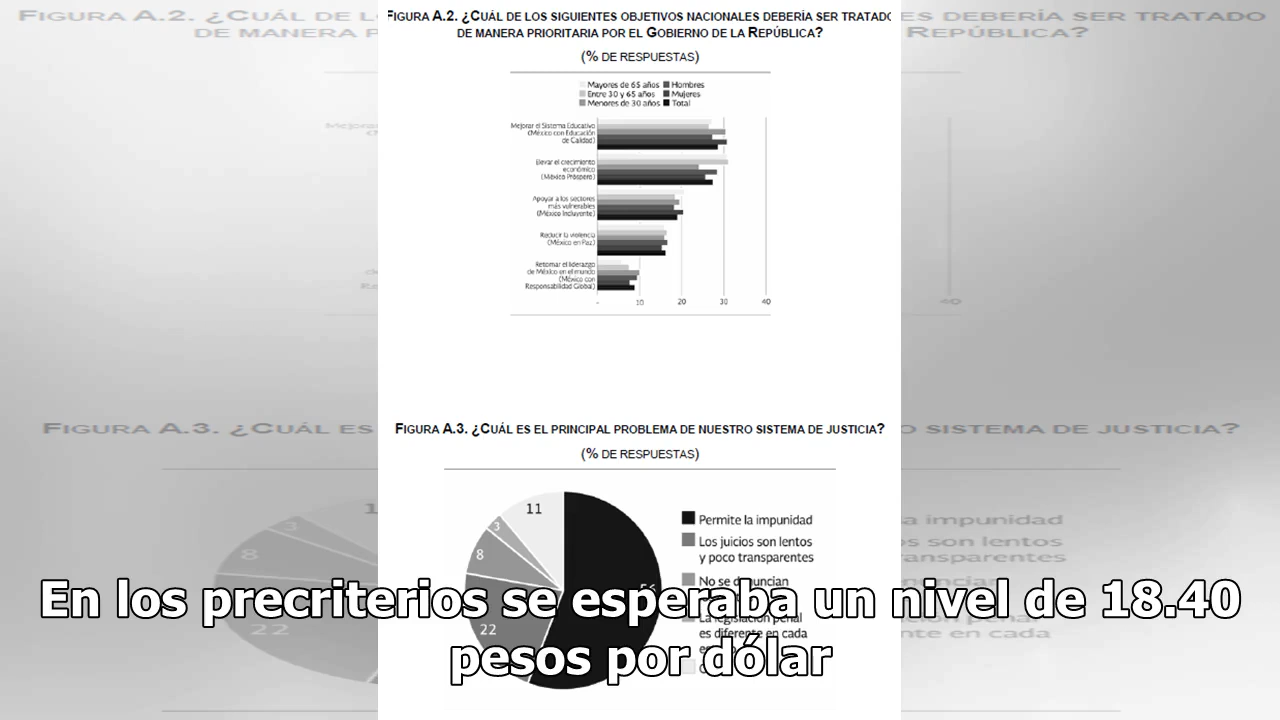 FIGURA A.2. ¿CUÁL DE LOS SIGUIENTES OBJETIVOS NACIONALES DEBERÍA SER TRATADO
DE MANERA PRIORITARIA POR EL GOBIERNO DE LA REPÚBLICA?
(% DE RESPUESTAS)
Mayores de 65 años Hombres
Entre 30 y 65 años Mujeres
Menores de 30 años Total
Mejorar el Sistema Educativo
(México con Educación
de Calidad)
Elevar el crecimiento
económico
(México Próspero)
Apoyar a los sectores
más vulnerables
(México Incluyente)
Reducir la violencia
(México en Paz)
Retomar el liderazgo
de México en el mundo
(México con
Responsabilidad Global)
- 10 20 30 40
FIGURA A.3. ¿CUÁL ES EL PRINCIPAL PROBLEMA DE NUESTRO SISTEMA DE JUSTICIA?
(% DE RESPUESTAS)
11
3
8
22
56
Permite la impunidad
Los juicios son lentos
y poco transparentes
No se denuncian
La legislación penal
es diferente en cada
En los precriterios se esperaba un nivel de 18.40
pesos por dólar